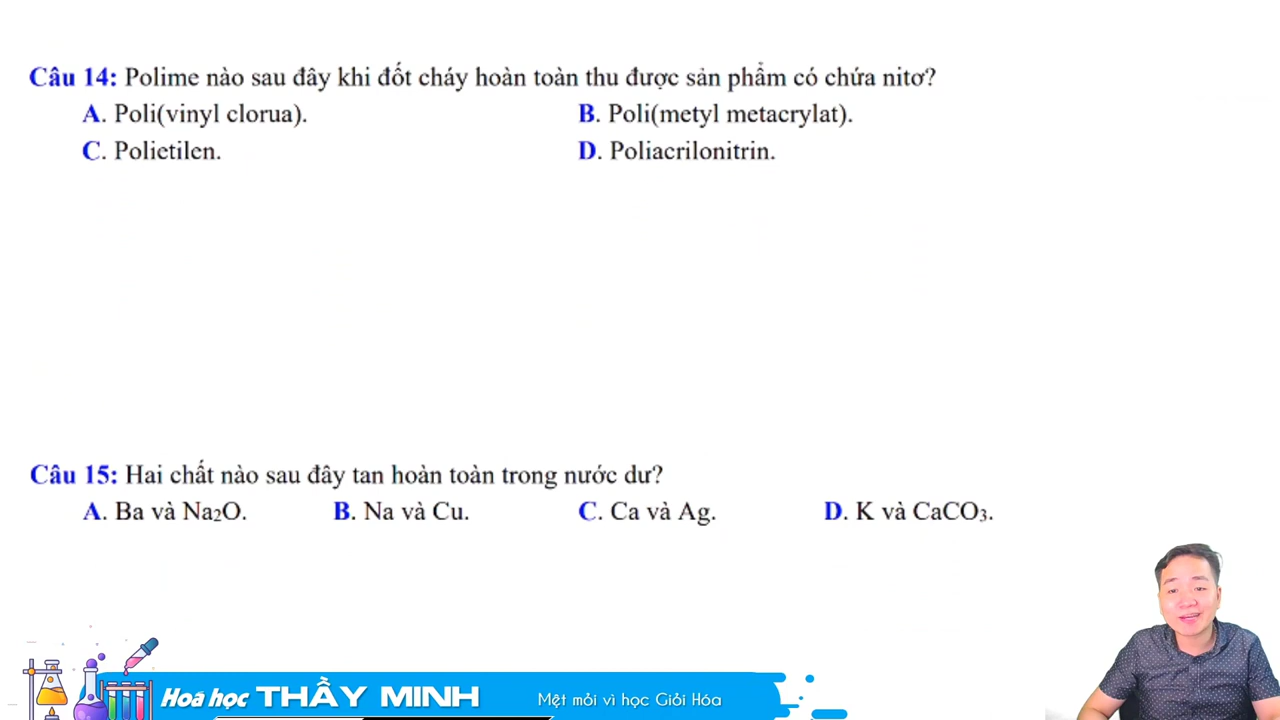 Câu 14: Polime nào sau đây khi đốt cháy hoàn toàn thu được sản phẩm có chứa nitơ?
A. Poli(vinyl clorua). B. Poli(metyl metacrylat).
C. Polietilen. D. Poliacrilonitrin.
Câu 15: Hai chất nào sau đây tan hoàn toàn trong nước dư?
A. Ba và Na₂O. B. Na và Cu. C. Ca và Ag. D. K và CaCO₃.
Hoá học THẦY MINH Mệt mỏi vì học Giỏi Hóa